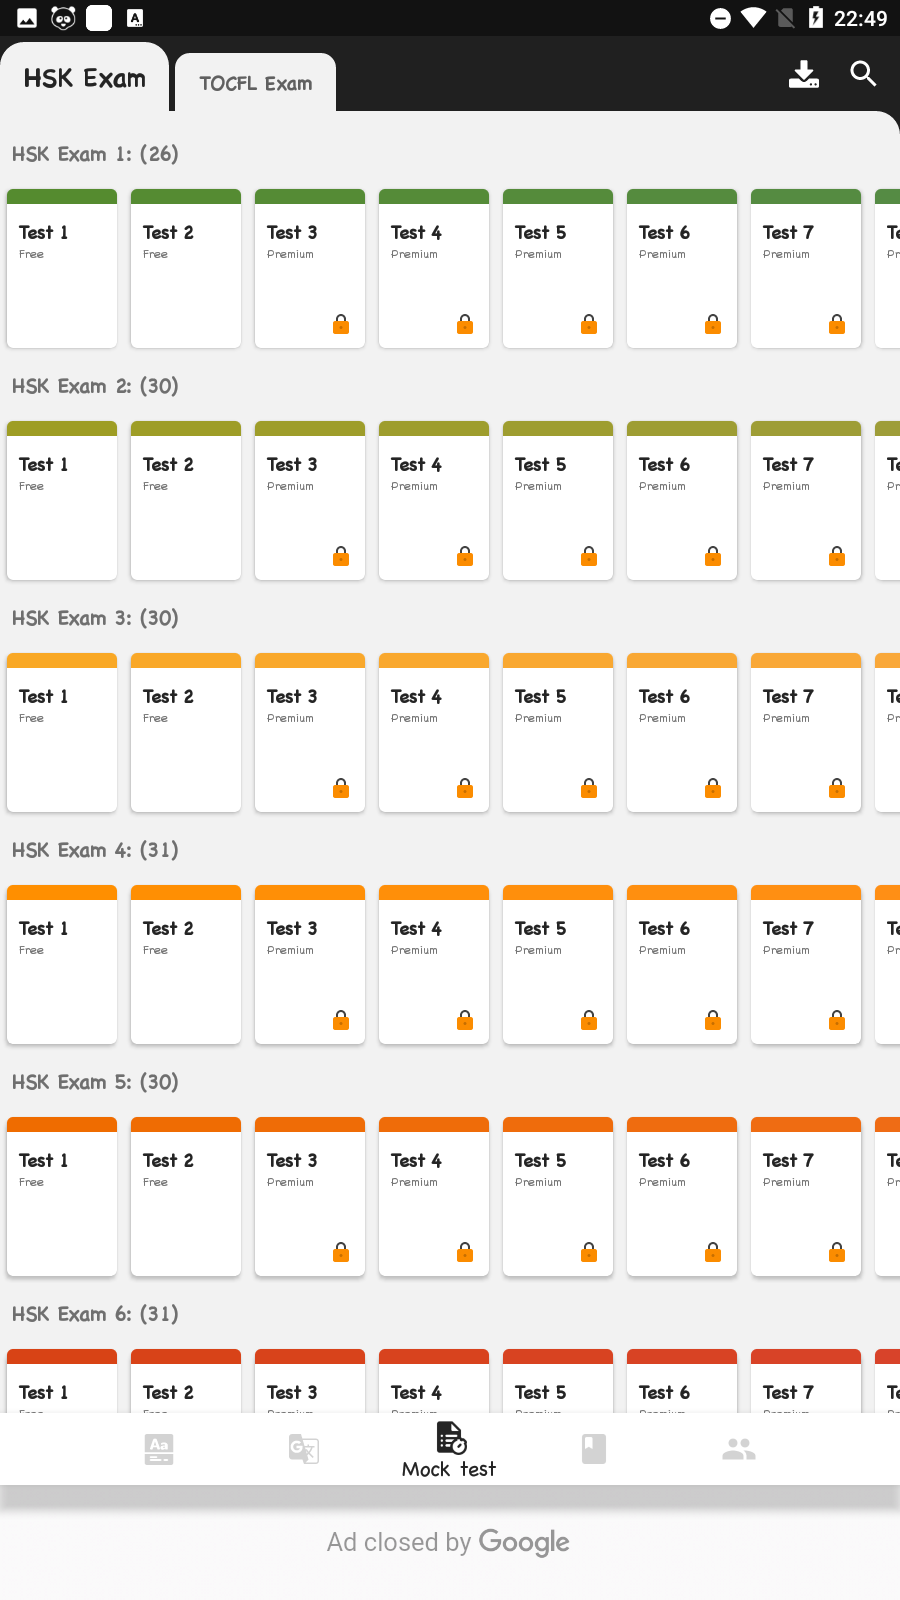 22:49
HSK Exam TOCFL Exam
HSK Exam 1: (26)
Test 1 Test 2 Test 3 Test 4 Test 5 Test 6 Test 7
Free Free Premium Premium Premium Premium Premium
HSK Exam 2: (30)
Test 1 Test 2 Test 3 Test 4 Test 5 Test 6 Test 7
Free Free Premium Premium Premium Premium Premium
HSK Exam 3: (30)
Test 1 Test 2 Test 3 Test 4 Test 5 Test 6 Test 7
Free Free Premium Premium Premium Premium Premium
HSK Exam 4: (31)
Test 1 Test 2 Test 3 Test 4 Test 5 Test 6 Test 7
Free Free Premium Premium Premium Premium Premium
HSK Exam 5: (30)
Test 1 Test 2 Test 3 Test 4 Test 5 Test 6 Test 7
Free Free Premium Premium Premium Premium Premium
HSK Exam 6: (31)
Test 1 Test 2 Test 3 Test 4 Test 5 Test 6 Test 7
Mock test
Ad closed by Google